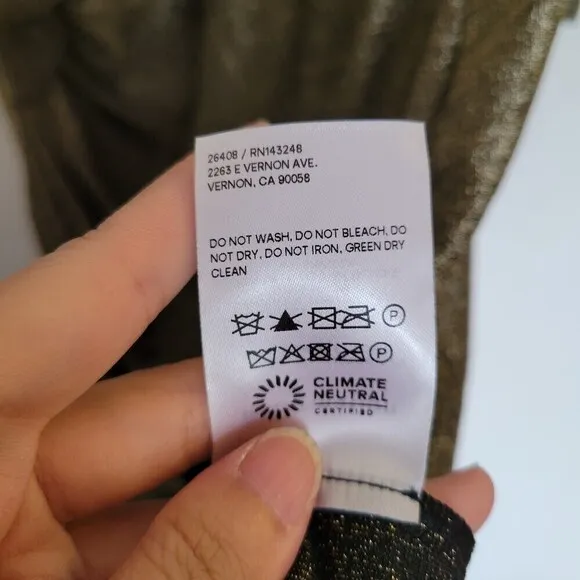 26408 / RN143248
2263 E VERNON AVE.
VERNON, CA 90058
DO NOT WASH, DO NOT BLEACH, DO
NOT DRY, DO NOT IRON, GREEN DRY
CLEAN
P
P
CLIMATE
NEUTRAL
CERTIFIED